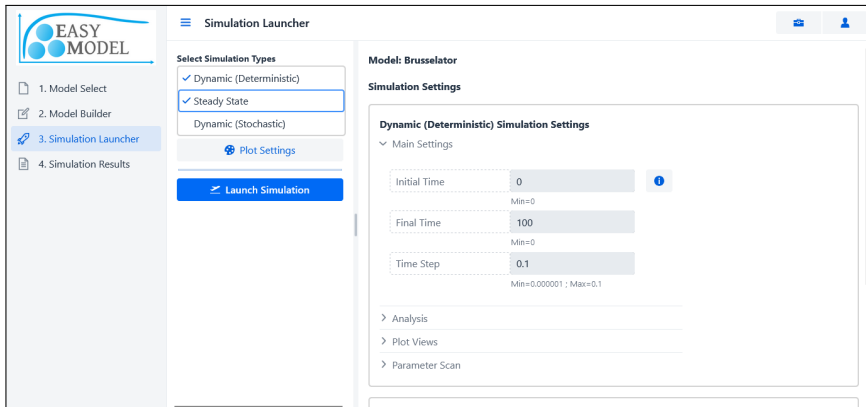 EASY
MODEL
1. Model Select
2. Model Builder
3. Simulation Launcher
4. Simulation Results
Simulation Launcher
Select Simulation Types
Dynamic (Deterministic)
Steady State
Dynamic (Stochastic)
Plot Settings
Launch Simulation
Model: Brusselator
Simulation Settings
Dynamic (Deterministic) Simulation Settings
Main Settings
Initial Time 0
Min=0
Final Time 100
Min=0
Time Step 0.1
Min=0.000001 ; Max=0.1
Analysis
Plot Views
Parameter Scan